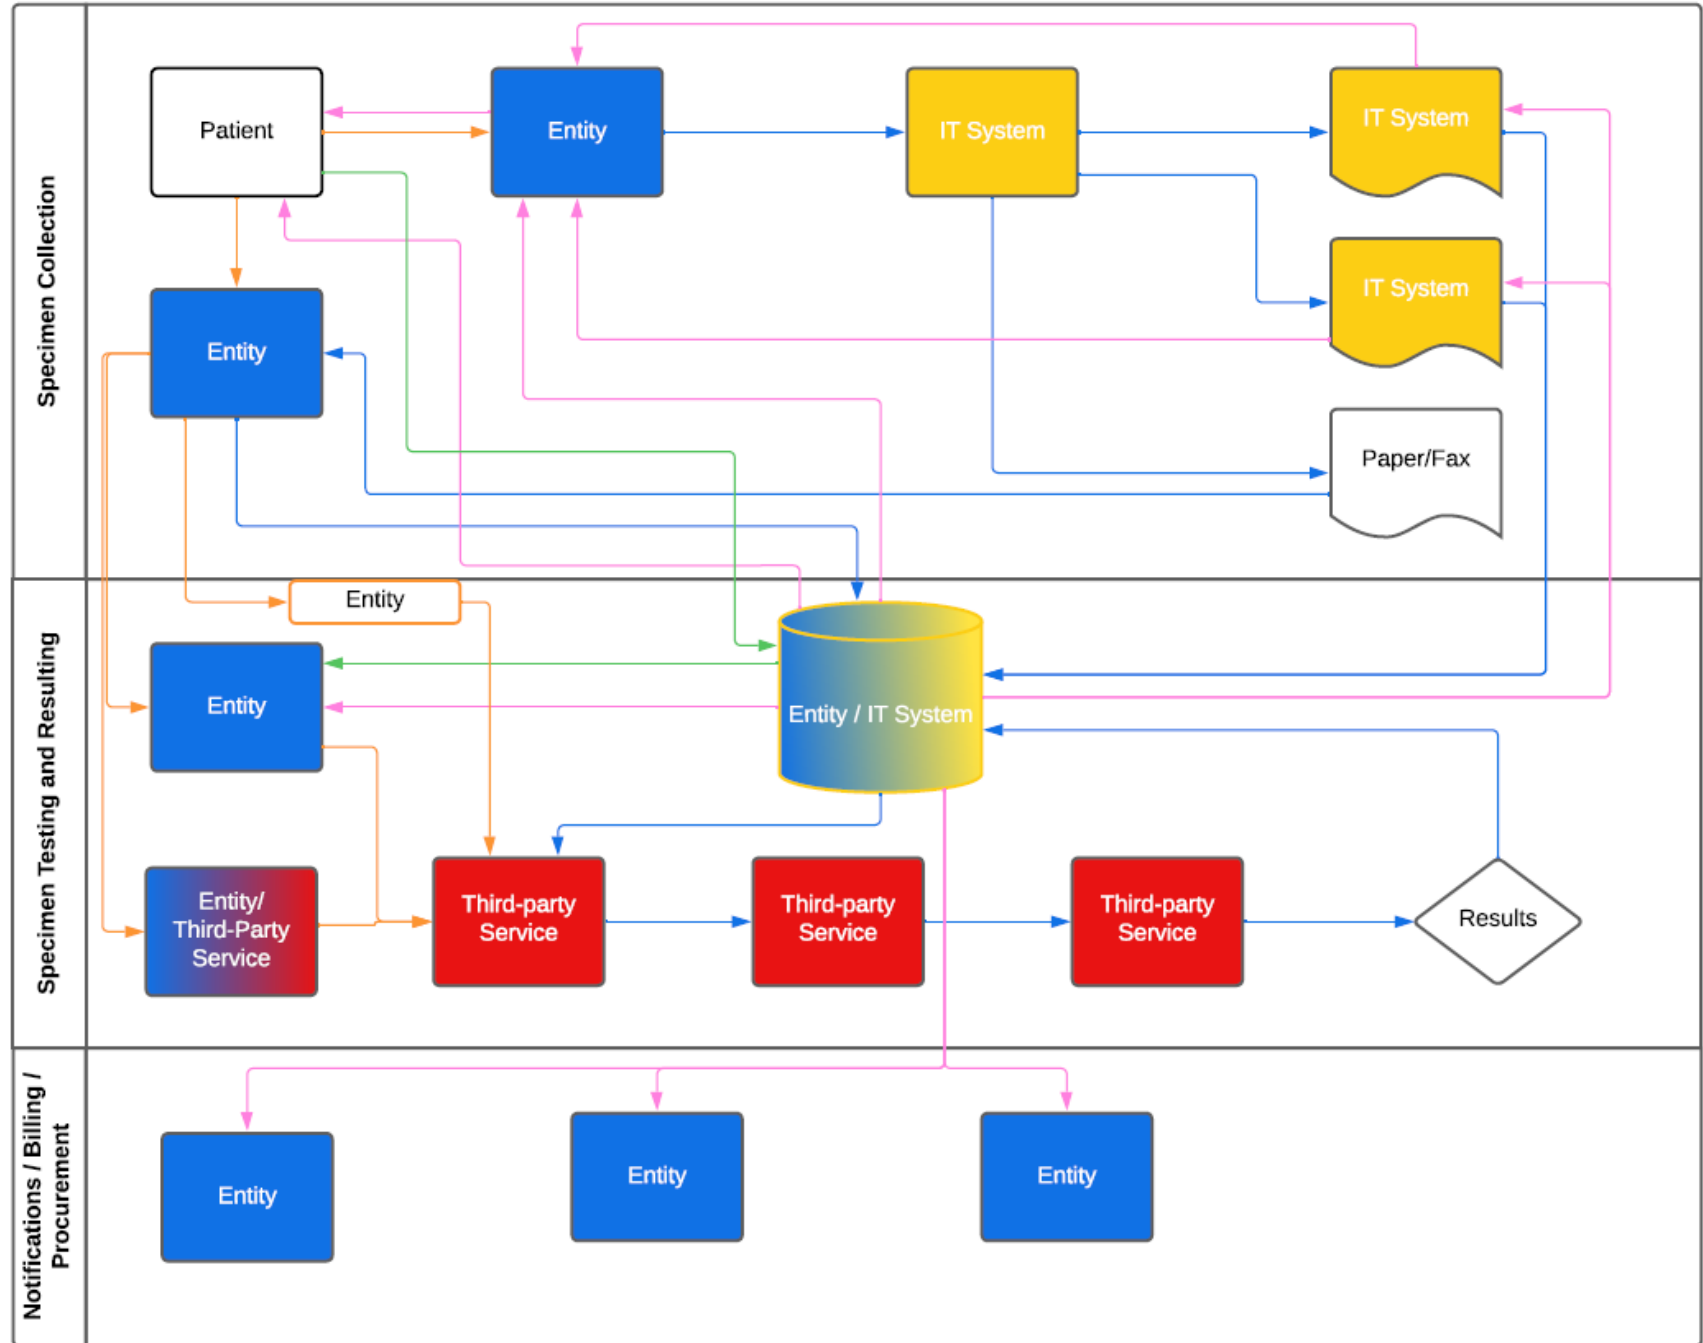 Specimen Collection
Patient
Entity
IT System
IT System
IT System
Entity
Paper/Fax
Specimen Testing and Resulting
Entity
Entity
Entity / IT System
Entity/
Third-Party
Service
Third-party
Service
Third-party
Service
Third-party
Service
Results
Notifications / Billing /
Procurement
Entity
Entity
Entity